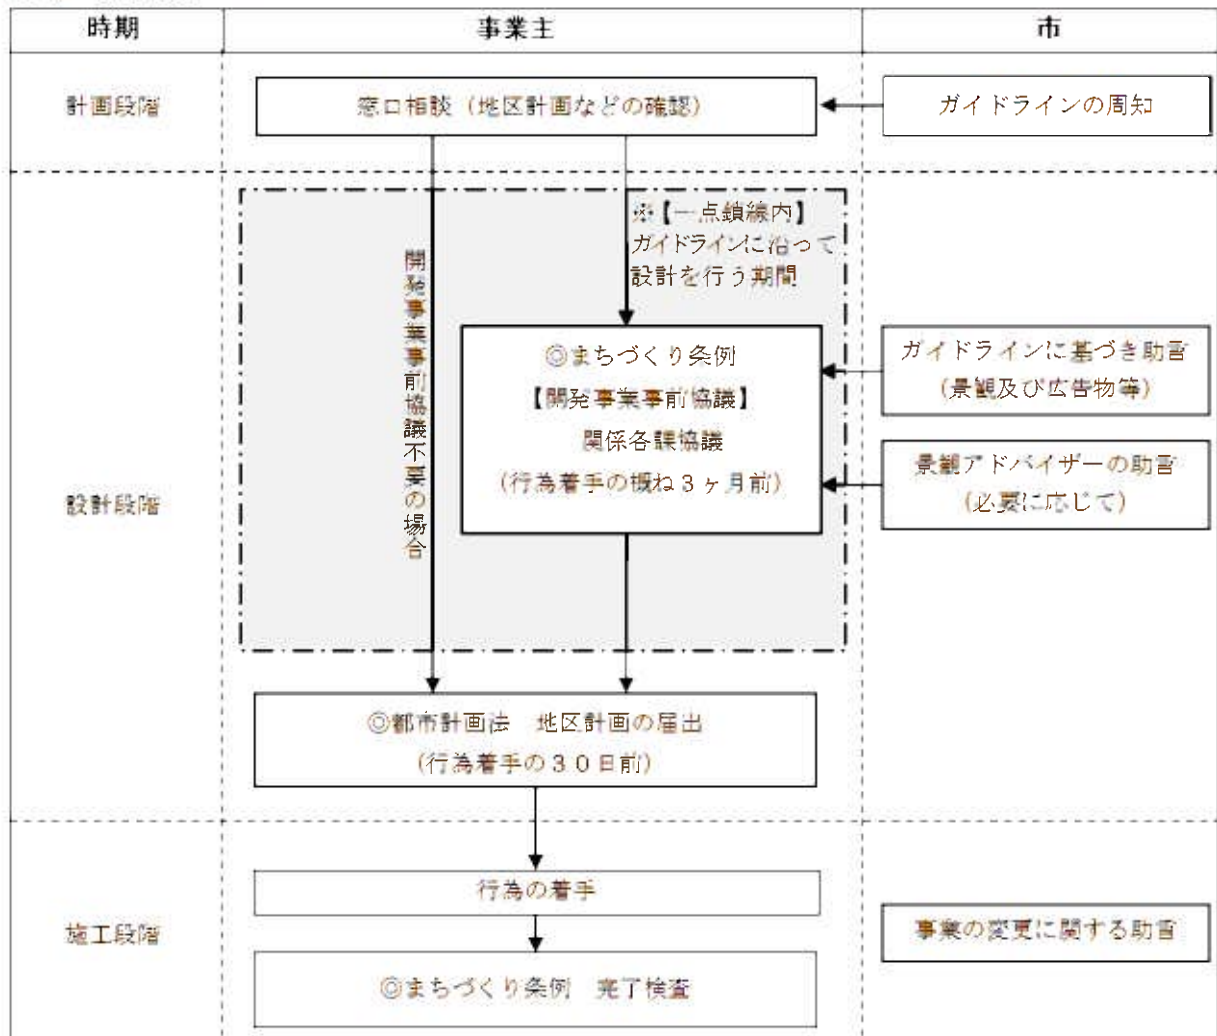 時期
事業主
市
計画段階
窓口相談（地区計画などの確認）
ガイドラインの周知
※【一点鎖線内】
ガイドラインに沿って
設計を行う期間
開発事業事前協議不要の場合
設計段階
◎まちづくり条例
【開発事業事前協議】
関係各課協議
（行為着手の概ね３ヶ月前）
ガイドラインに基づき助言
（景観及び広告物等）
景観アドバイザーの助言
（必要に応じて）
◎都市計画法　地区計画の届出
（行為着手の３０日前）
施工段階
行為の着手
事業の変更に関する助言
◎まちづくり条例　完了検査